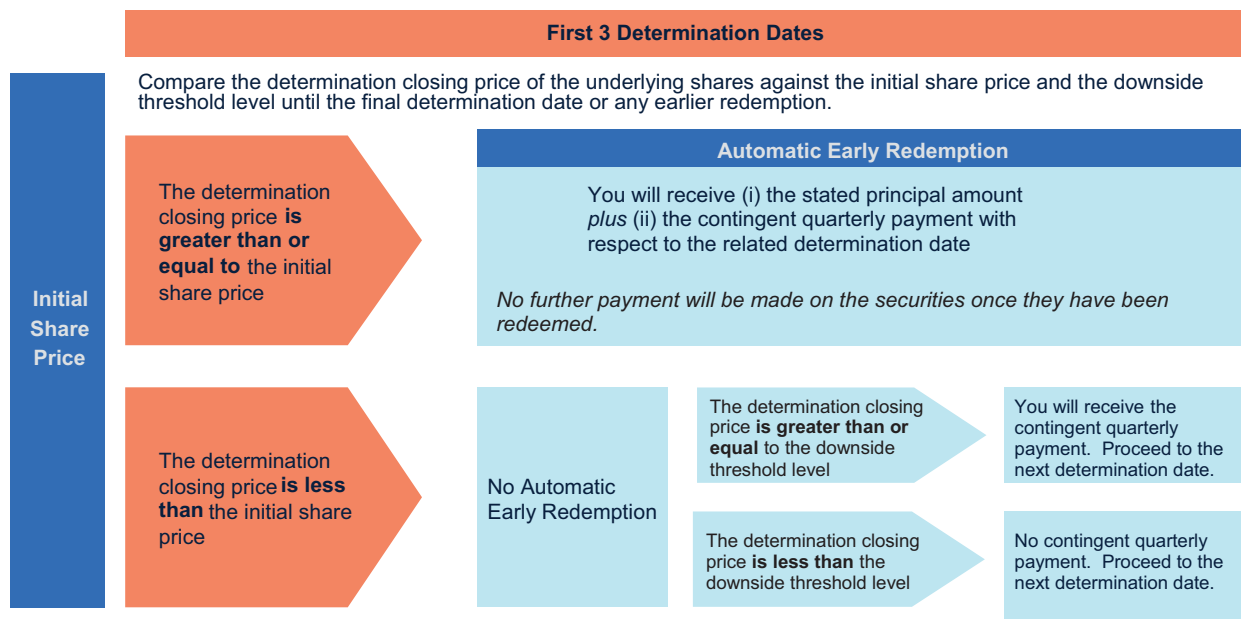 First 3 Determination Dates
Compare the determination closing price of the underlying shares against the initial share price and the downside
threshold level until the final determination date or any earlier redemption.
Initial
Share
Price
The determination
closing price is
greater than or
equal to the initial
share price
Automatic Early Redemption
You will receive (i) the stated principal amount
plus (ii) the contingent quarterly payment with
respect to the related determination date
No further payment will be made on the securities once they have been
redeemed.
The determination
closing price is less
than the initial share
price
No Automatic
Early Redemption
The determination closing
price is greater than or
equal to the downside
threshold level
You will receive the
contingent quarterly
payment. Proceed to the
next determination date.
The determination closing
price is less than the
downside threshold level
No contingent quarterly
payment. Proceed to the
next determination date.